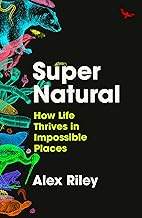 Super
Natural
How Life
Thrives in
Impossible
Places
Alex Riley